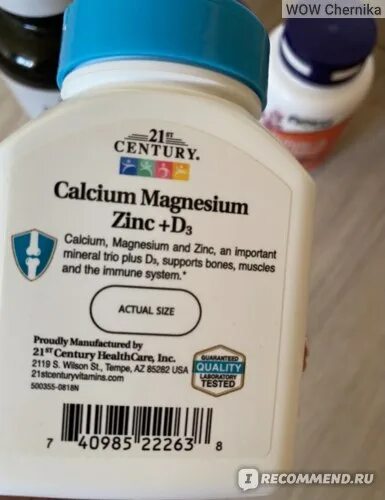 WOW Chernika
21ST
CENTURY®
Calcium Magnesium
Zinc +D3
Calcium, Magnesium and Zinc, an important
mineral trio plus D3, supports bones, muscles
and the immune system.*
ACTUAL SIZE
Proudly Manufactured by
21ST Century HealthCare, Inc.
2119 S. Wilson St., Tempe, AZ 85282 USA
21stcenturyvitamins.com
500355-0818N
GUARANTEED
QUALITY
LABORATORY
TESTED
7 40985 22263 8
IRECOMMEND.RU